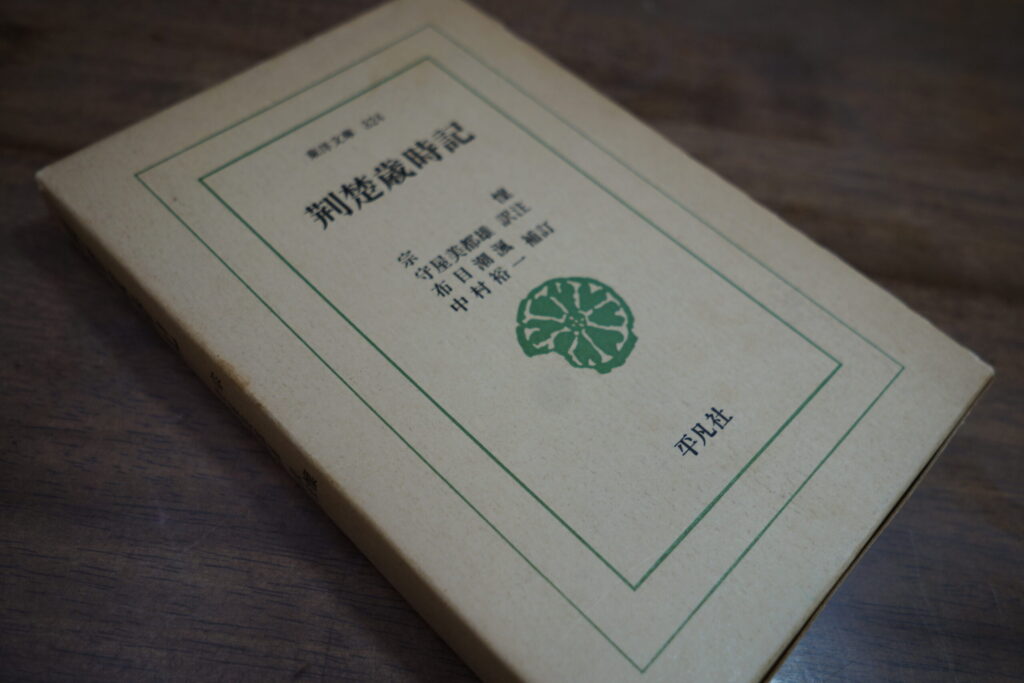 東洋文庫 324
荊楚歳時記
宗懍
守屋美都雄 訳注
布目潮渢
中村裕一 補訂
平凡社